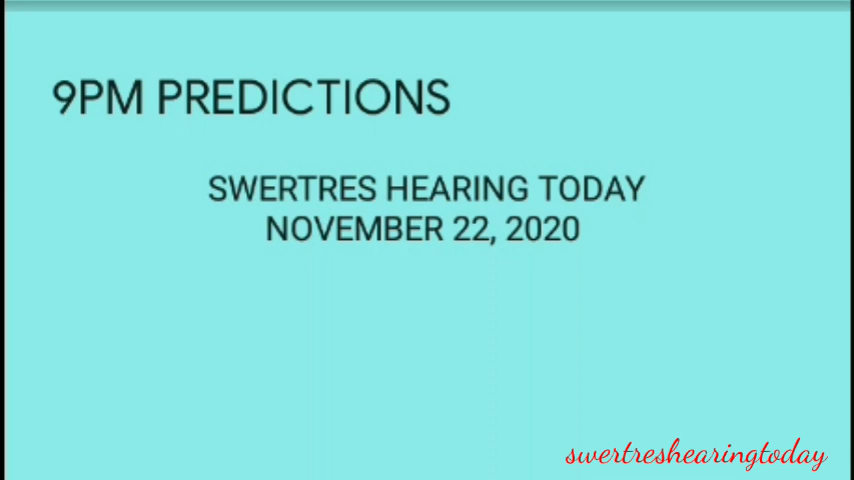 9PM PREDICTIONS
SWERTRES HEARING TODAY
NOVEMBER 22, 2020
swertreshearingtoday